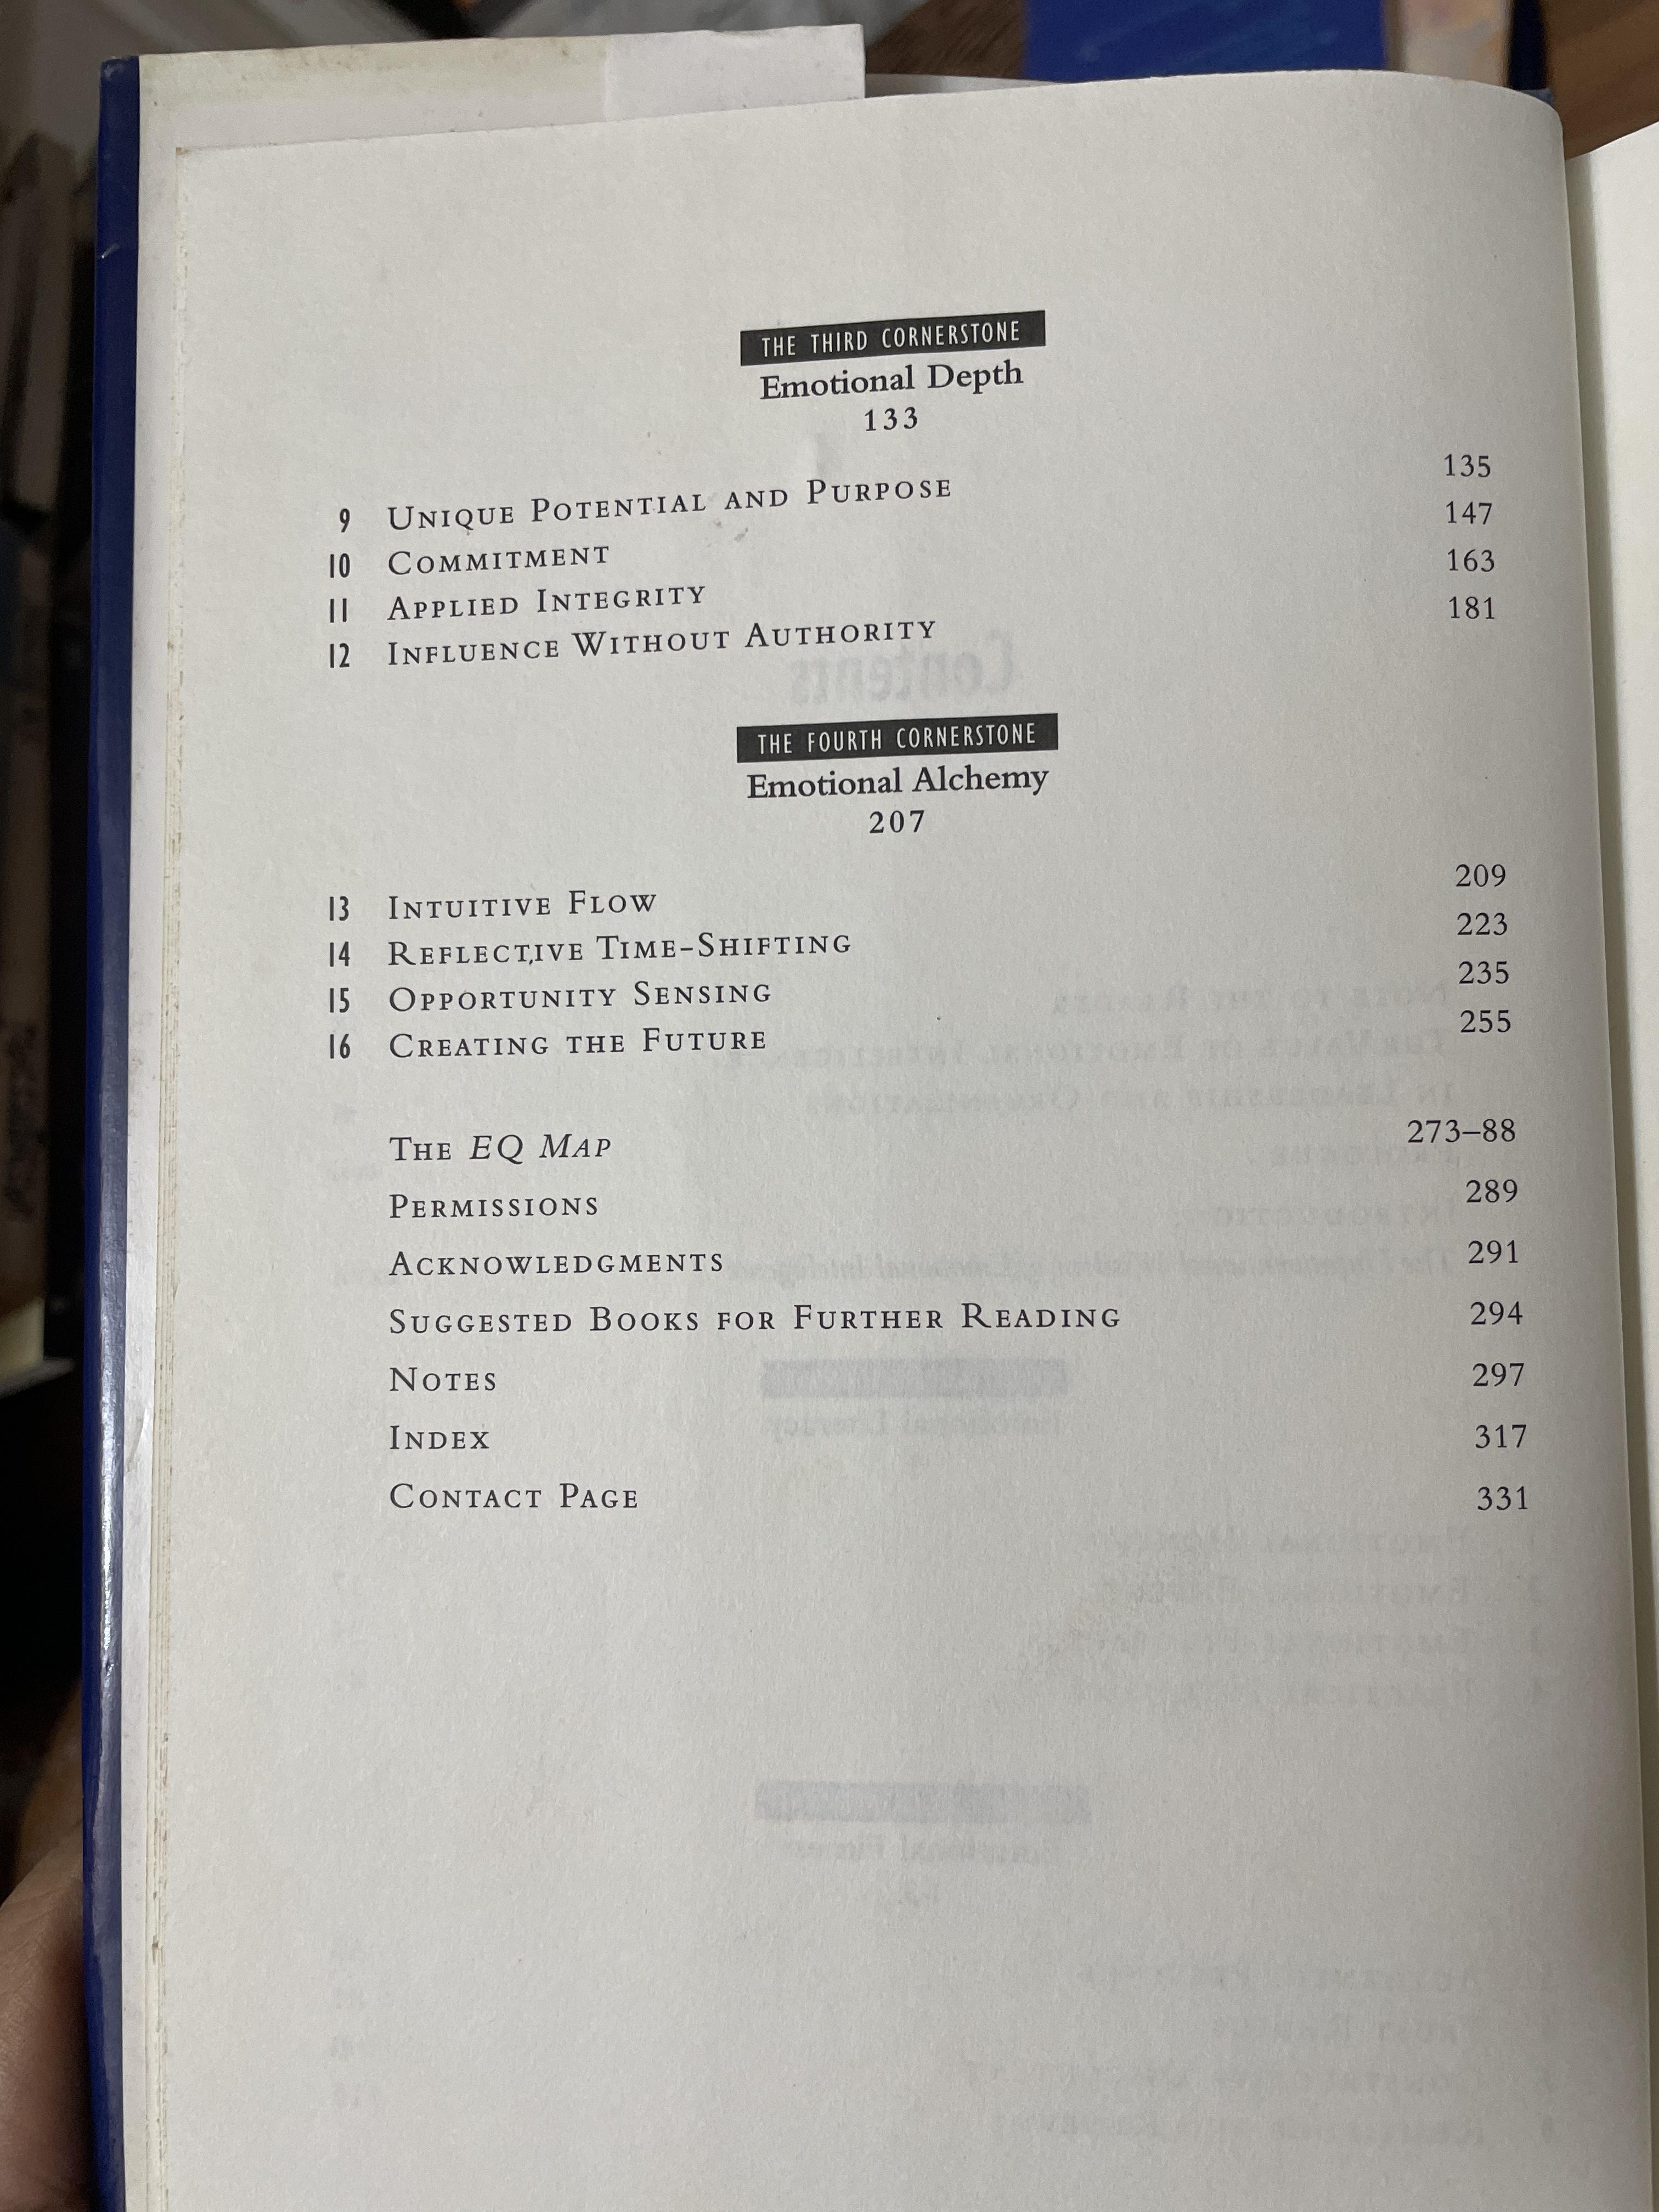 THE THIRD CORNERSTONE
Emotional Depth
133
9 UNIQUE POTENTIAL AND PURPOSE 135
10 COMMITMENT 147
11 APPLIED INTEGRITY 163
12 INFLUENCE WITHOUT AUTHORITY 181
THE FOURTH CORNERSTONE
Emotional Alchemy
207
13 INTUITIVE FLOW 209
14 REFLECTIVE TIME-SHIFTING 223
15 OPPORTUNITY SENSING 235
16 CREATING THE FUTURE 255
THE EQ MAP 273–88
PERMISSIONS 289
ACKNOWLEDGMENTS 291
SUGGESTED BOOKS FOR FURTHER READING 294
NOTES 297
INDEX 317
CONTACT PAGE 331